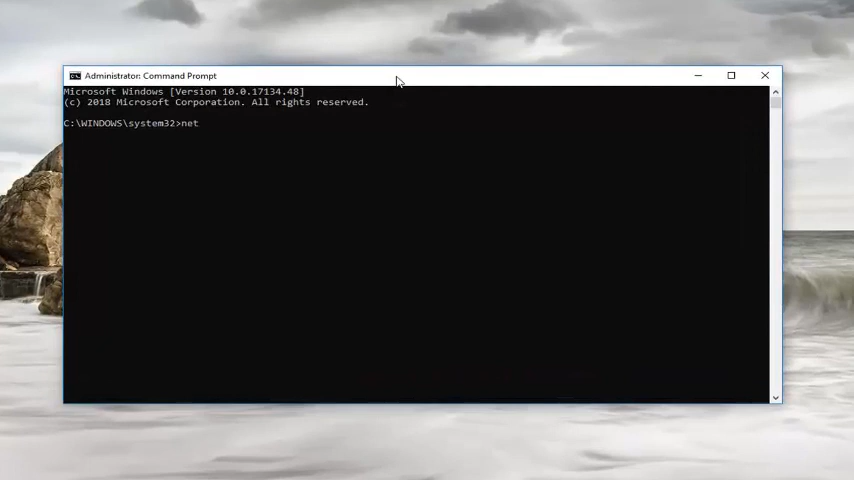 Administrator: Command Prompt
Microsoft Windows [Version 10.0.17134.48]
(c) 2018 Microsoft Corporation. All rights reserved.
C:\WINDOWS\system32>net